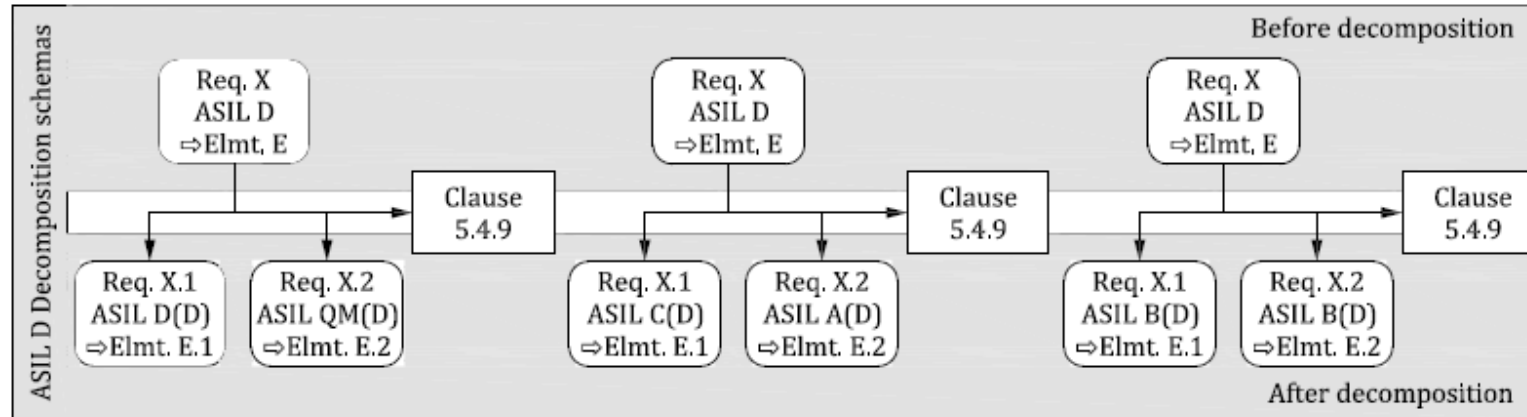 ASIL D Decomposition schemas
Before decomposition
Req. X
ASIL D
⇨Elmt. E
Req. X
ASIL D
⇨Elmt. E
Req. X
ASIL D
⇨Elmt. E
Clause
5.4.9
Clause
5.4.9
Clause
5.4.9
Req. X.1
ASIL D(D)
⇨Elmt. E.1
Req. X.2
ASIL QM(D)
⇨Elmt. E.2
Req. X.1
ASIL C(D)
⇨Elmt. E.1
Req. X.2
ASIL A(D)
⇨Elmt. E.2
Req. X.1
ASIL B(D)
⇨Elmt. E.1
Req. X.2
ASIL B(D)
⇨Elmt. E.2
After decomposition